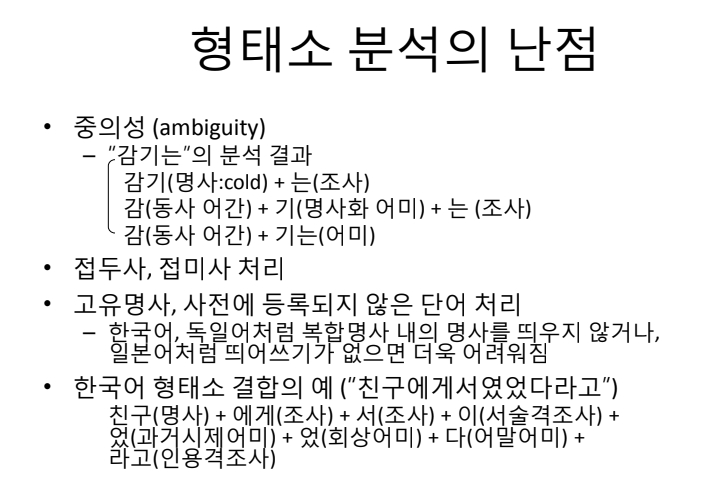 형태소 분석의 난점
• 중의성 (ambiguity)
– "감기는"의 분석 결과
감기(명사:cold) + 는(조사)
감(동사 어간) + 기(명사화 어미) + 는 (조사)
감(동사 어간) + 기는(어미)
• 접두사, 접미사 처리
• 고유명사, 사전에 등록되지 않은 단어 처리
– 한국어, 독일어처럼 복합명사 내의 명사를 띄우지 않거나,
일본어처럼 띄어쓰기가 없으면 더욱 어려워짐
• 한국어 형태소 결합의 예 ("친구에게서였었다라고")
친구(명사) + 에게(조사) + 서(조사) + 이(서술격조사) +
었(과거시제어미) + 었(회상어미) + 다(어말어미) +
라고(인용격조사)